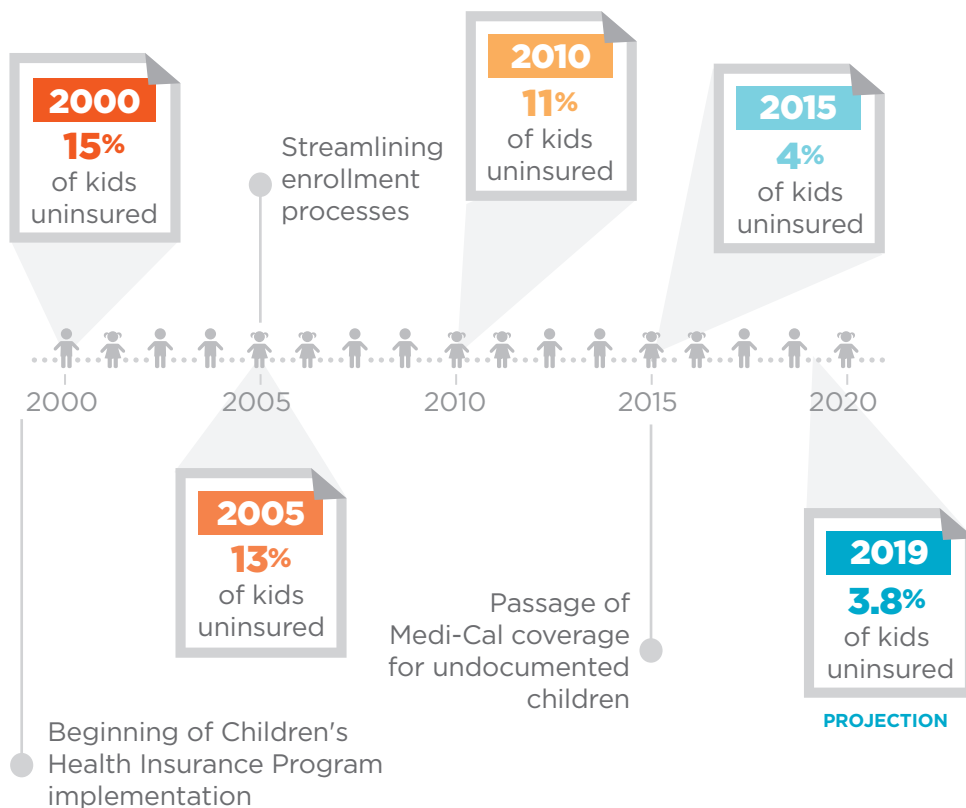 2000
15%
of kids
uninsured
Streamlining
enrollment
processes
2010
11%
of kids
uninsured
2015
4%
of kids
uninsured
2000
2005
2010
2015
2020
2005
13%
of kids
uninsured
Passage of
Medi-Cal coverage
for undocumented
children
2019
3.8%
of kids
uninsured
PROJECTION
Beginning of Children's
Health Insurance Program
implementation